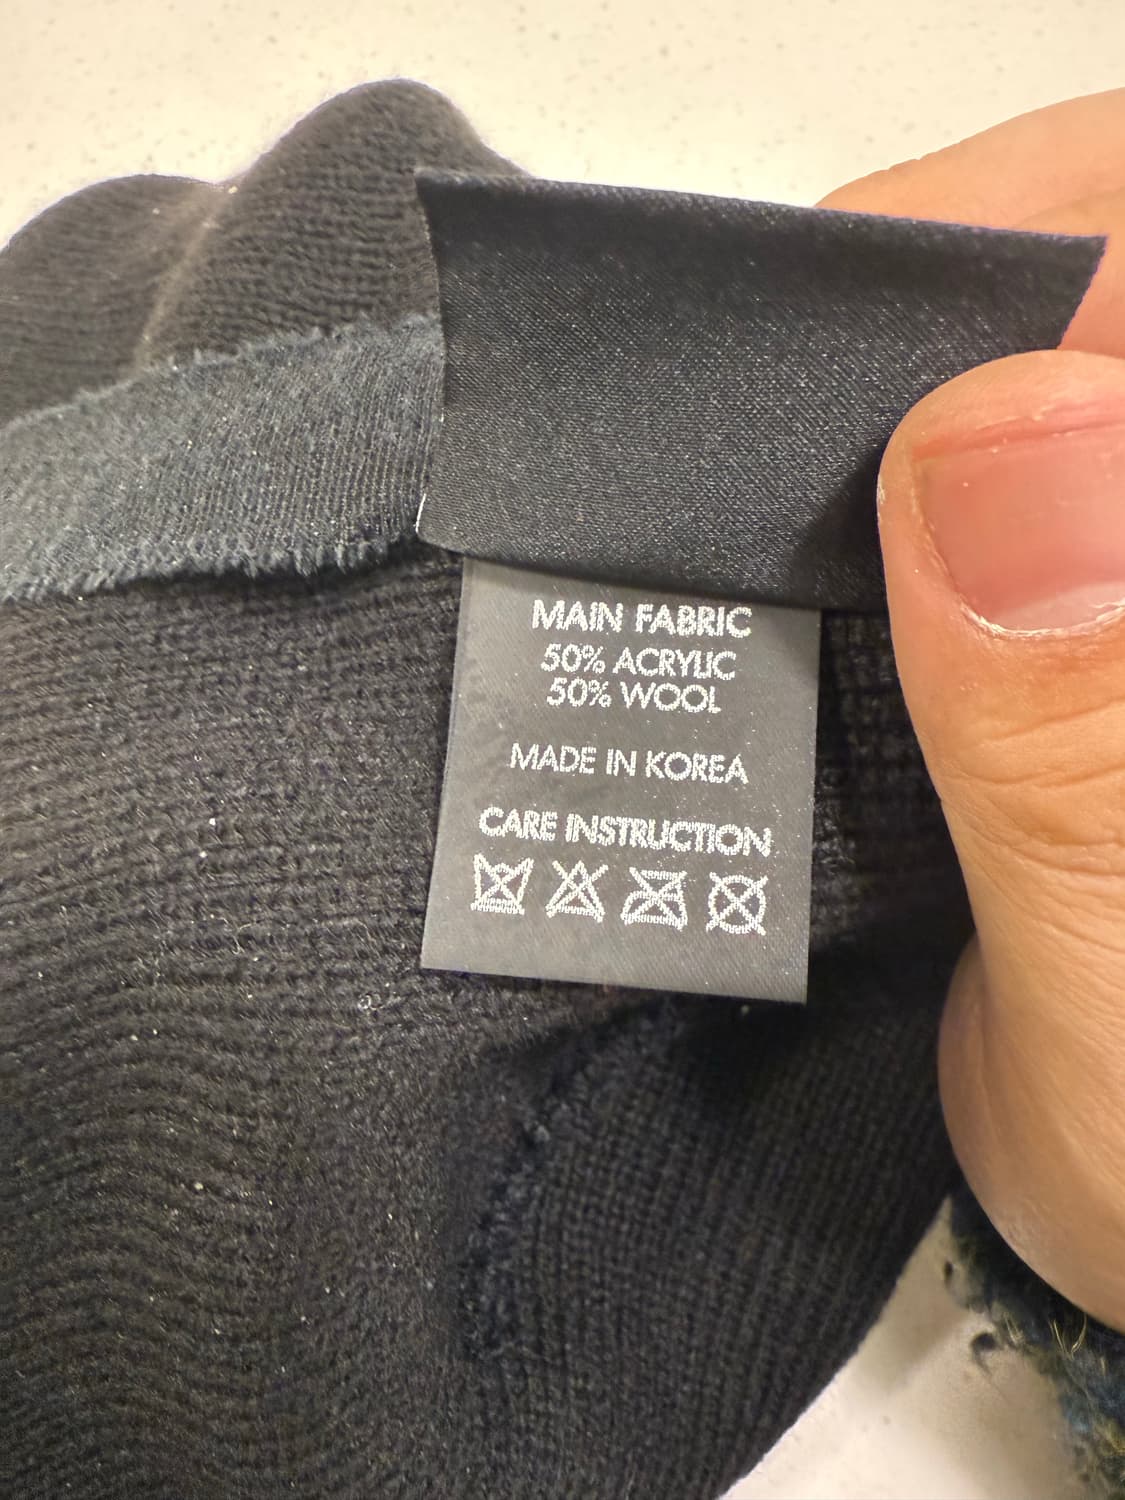 MAIN FABRIC
50% ACRYLIC
50% WOOL
MADE IN KOREA
CARE INSTRUCTION